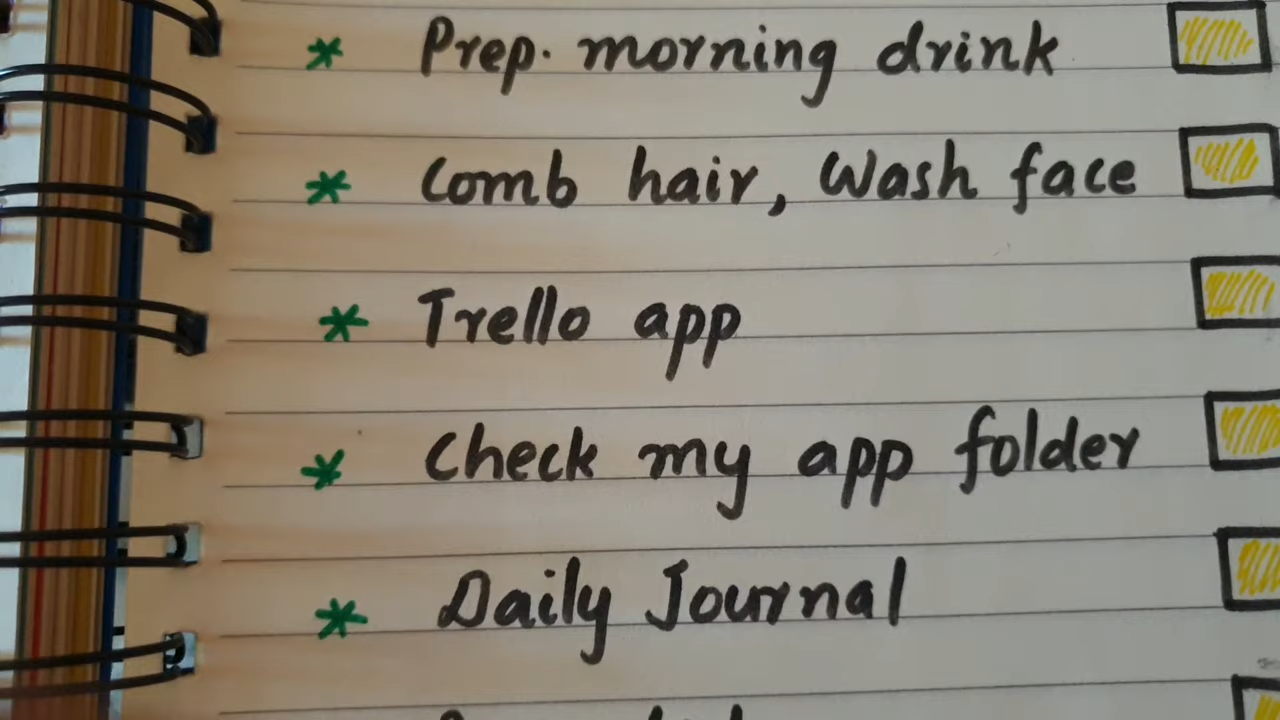 * Prep. morning drink
* Comb hair, Wash face
* Trello app
* Check my app folder
* Daily Journal